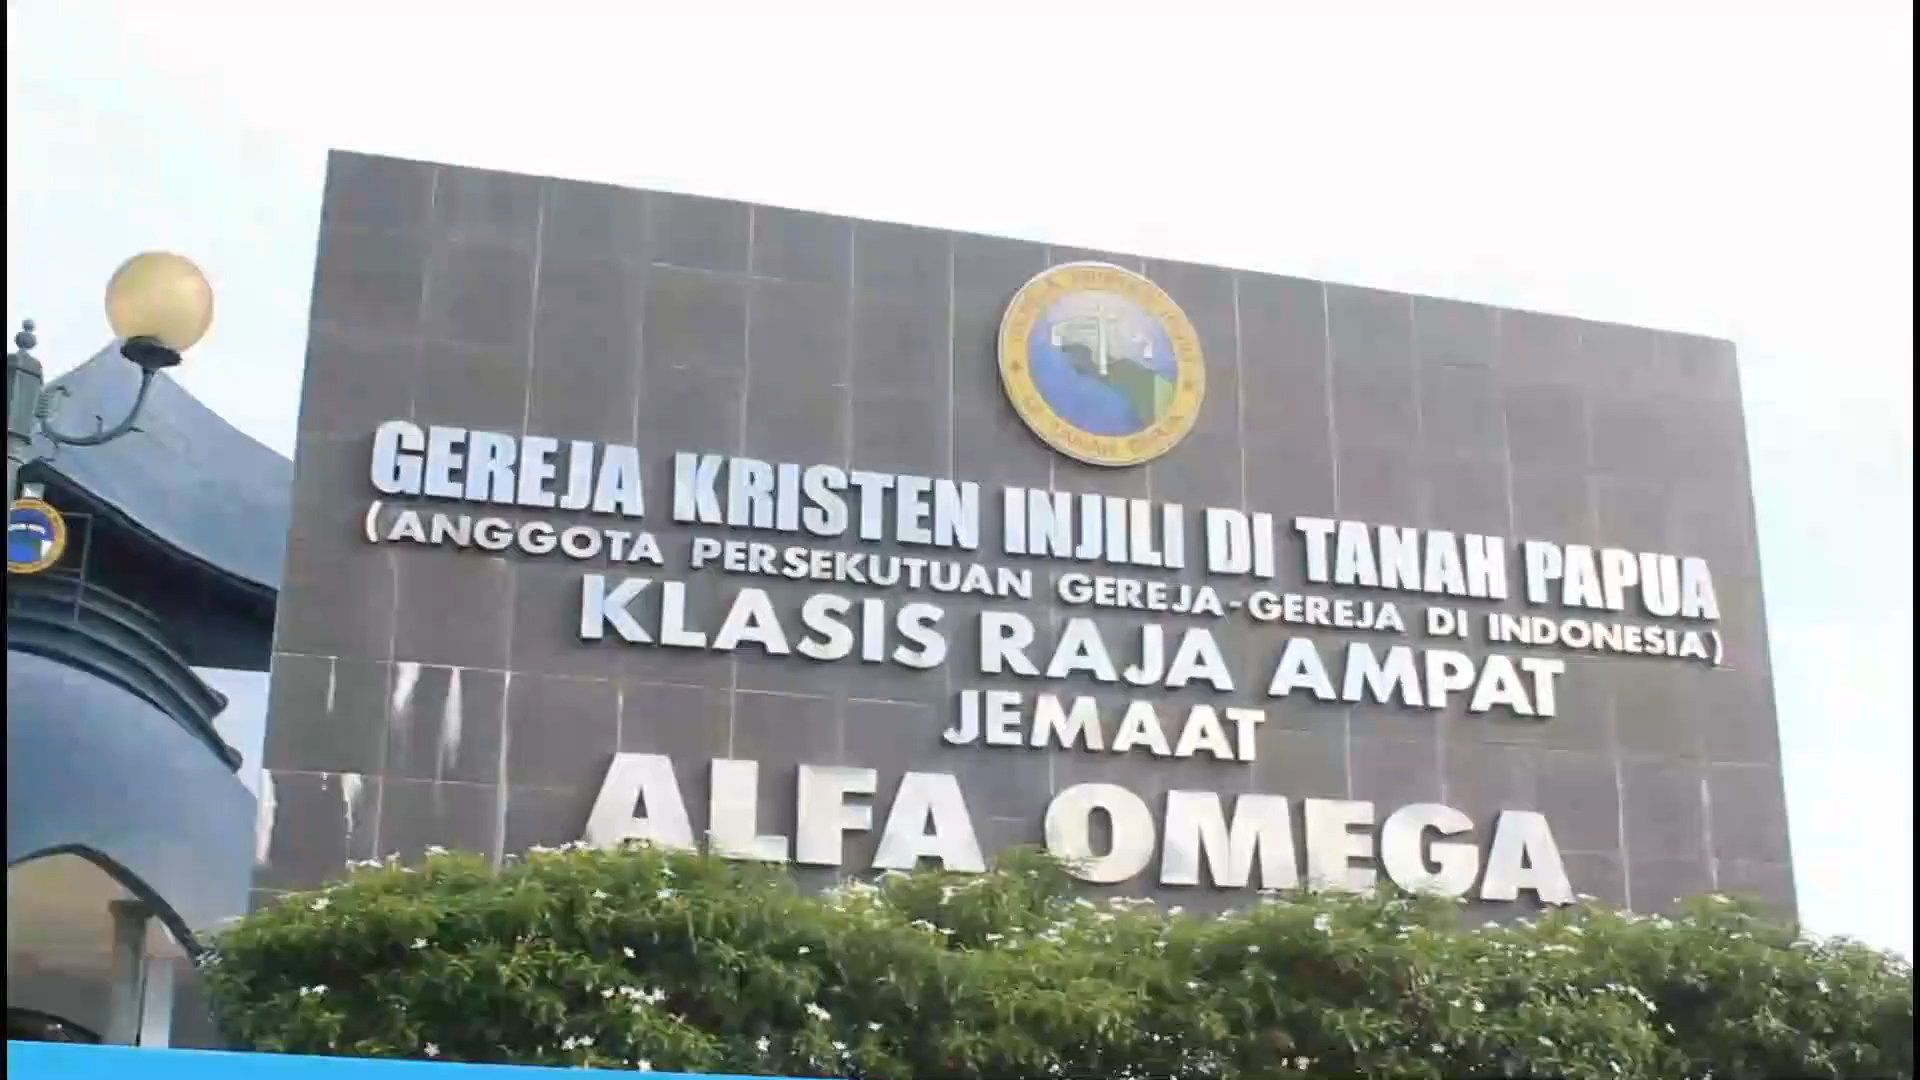 GEREJA KRISTEN INJILI DI TANAH PAPUA
(ANGGOTA PERSEKUTUAN GEREJA-GEREJA DI INDONESIA)
KLASIS RAJA AMPAT
JEMAAT
ALFA OMEGA